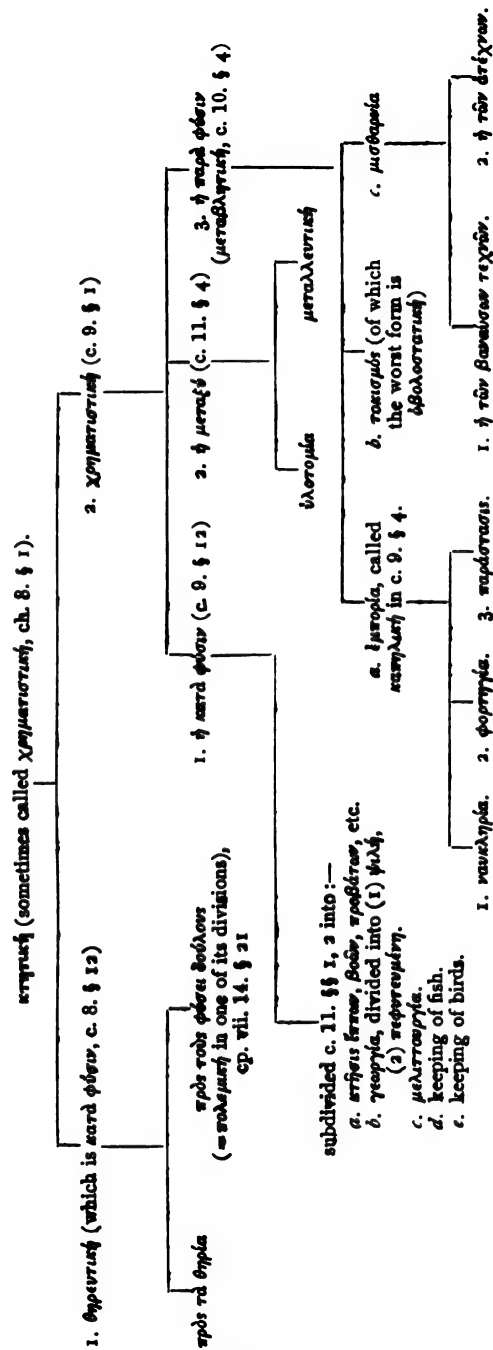 κτητική (sometimes called χρηματιστική, ch. 8. § 1).
1. θηρευτική (which is κατὰ φύσιν, c. 8. § 12)
2. χρηματιστική (c. 9. § 1)
πρὸς τὰ θηρία
πρὸς τοὺς φύσει δούλους
(=πολεμική in one of its divisions),
cp. vii. 14. § 21
1. ἡ κατὰ φύσιν (c. 9. § 12)
2. ἡ μεταξύ (c. 11. § 4)
3. ἡ παρὰ φύσιν
(μεταβλητική, c. 10. § 4)
subdivided c. 11. §§ 1, 2 into:—
a. κτῆσις ἵππων, βοῶν, προβάτων, etc.
b. γεωργία, divided into (1) ψιλή,
(2) πεφυτευμένη.
c. μελιττουργία.
d. keeping of fish.
e. keeping of birds.
ὑλοτομία
μεταλλευτική
a. ἐμπορία, called
καπηλική in c. 9. § 4.
b. τοκισμός (of which
the worst form is
ὀβολοστατική)
c. μισθαρνία
1. ναυκληρία.
2. φορτηγία.
3. παράστασις.
1. ἡ τῶν βαναύσων τεχνῶν.
2. ἡ τῶν ἀτέχνων.